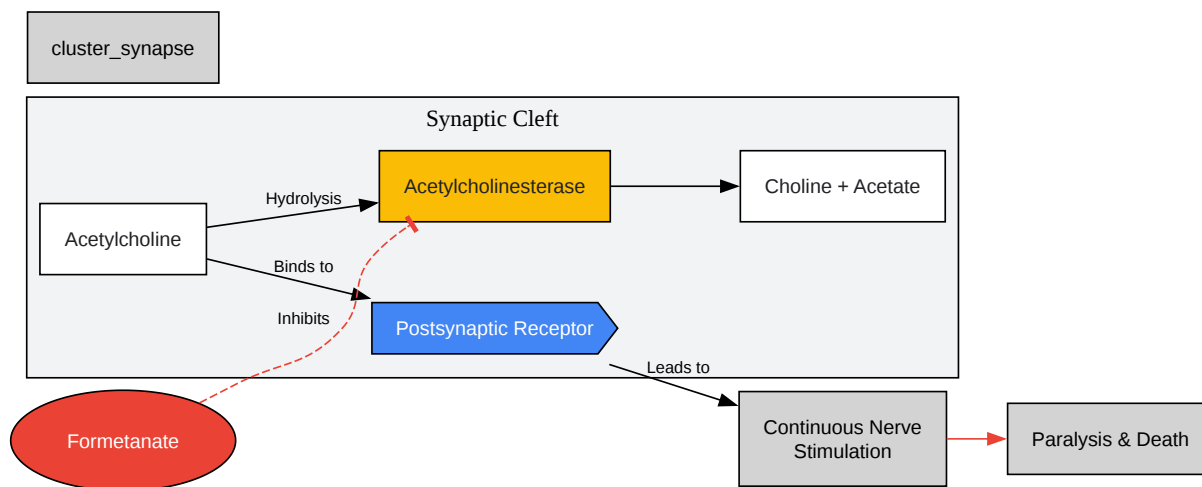 cluster_synapse
Synaptic Cleft
Acetylcholinesterase
Choline + Acetate
Hydrolysis
Acetylcholine
Binds to
Inhibits
Postsynaptic Receptor
Leads to
Formetanate
Continuous Nerve
Stimulation
Paralysis & Death